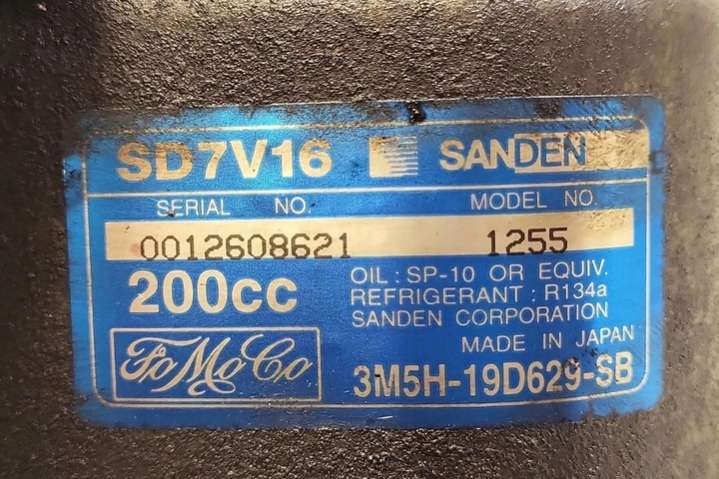 SD7V16 SANDEN
SERIAL NO. MODEL NO.
0012608621 1255
200cc
OIL : SP-10 OR EQUIV.
REFRIGERANT : R134a
SANDEN CORPORATION
MADE IN JAPAN
FoMoCo
3M5H-19D629-SB